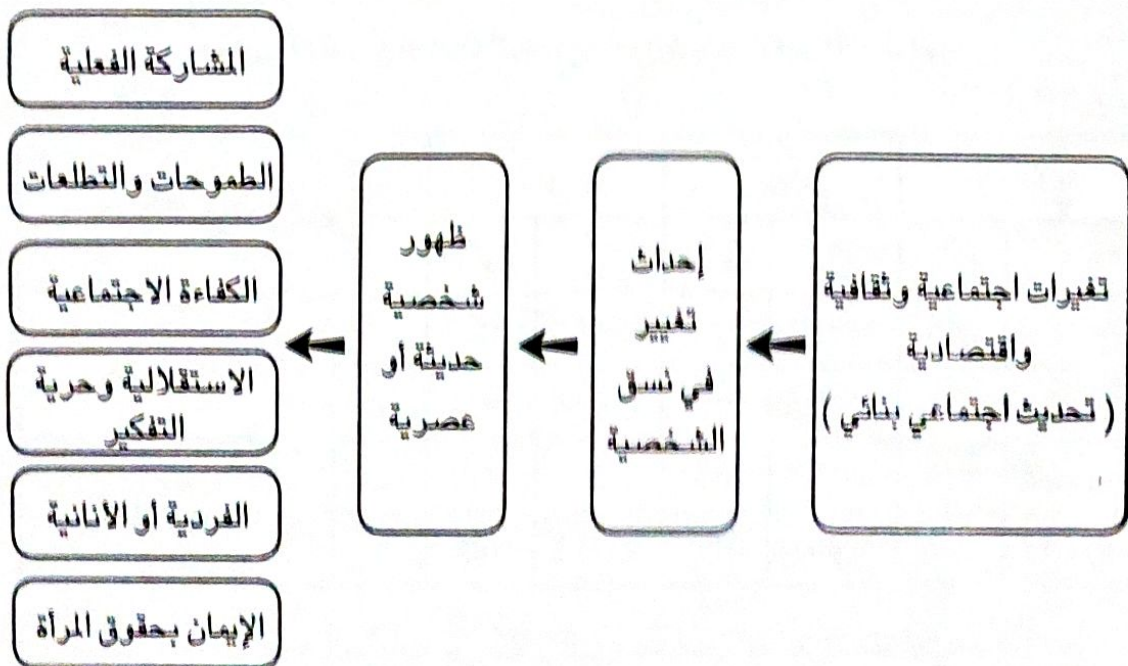 تغيرات اجتماعية وثقافية
واقتصادية
( تحديث اجتماعي بنائي )
إحداث
تغيير
في نسق
الشخصية
ظهور
شخصية
حديثة أو
عصرية
المشاركة الفعلية
الطموحات والتطلعات
الكفاءة الاجتماعية
الاستقلالية وحرية
التفكير
الفردية أو الأنانية
الإيمان بحقوق المرأة